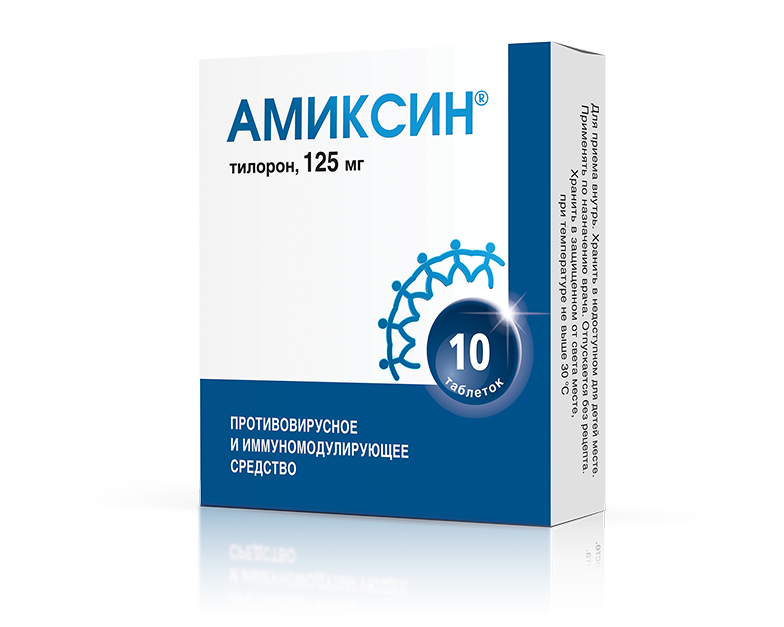 АМИКСИН®
тилорон, 125 мг
10
таблеток
ПРОТИВОВИРУСНОЕ
И ИММУНОМОДУЛИРУЮЩЕЕ
СРЕДСТВО
Для приема внутрь. Хранить в недоступном для детей месте.
Применять по назначению врача. Отпускается без рецепта.
Хранить в защищенном от света месте,
при температуре не выше 30 °С